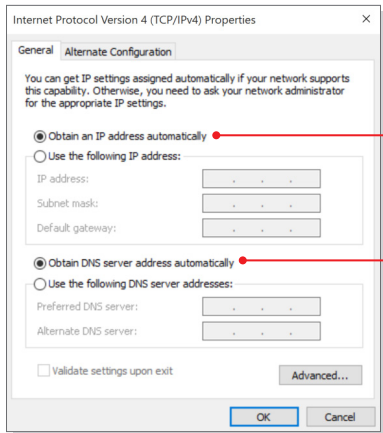 Internet Protocol Version 4 (TCP/IPv4) Properties
General
Alternate Configuration
You can get IP settings assigned automatically if your network supports
this capability. Otherwise, you need to ask your network administrator
for the appropriate IP settings.
Obtain an IP address automatically
Use the following IP address:
IP address:
Subnet mask:
Default gateway:
Obtain DNS server address automatically
Use the following DNS server addresses:
Preferred DNS server:
Alternate DNS server:
Validate settings upon exit
Advanced...
OK
Cancel